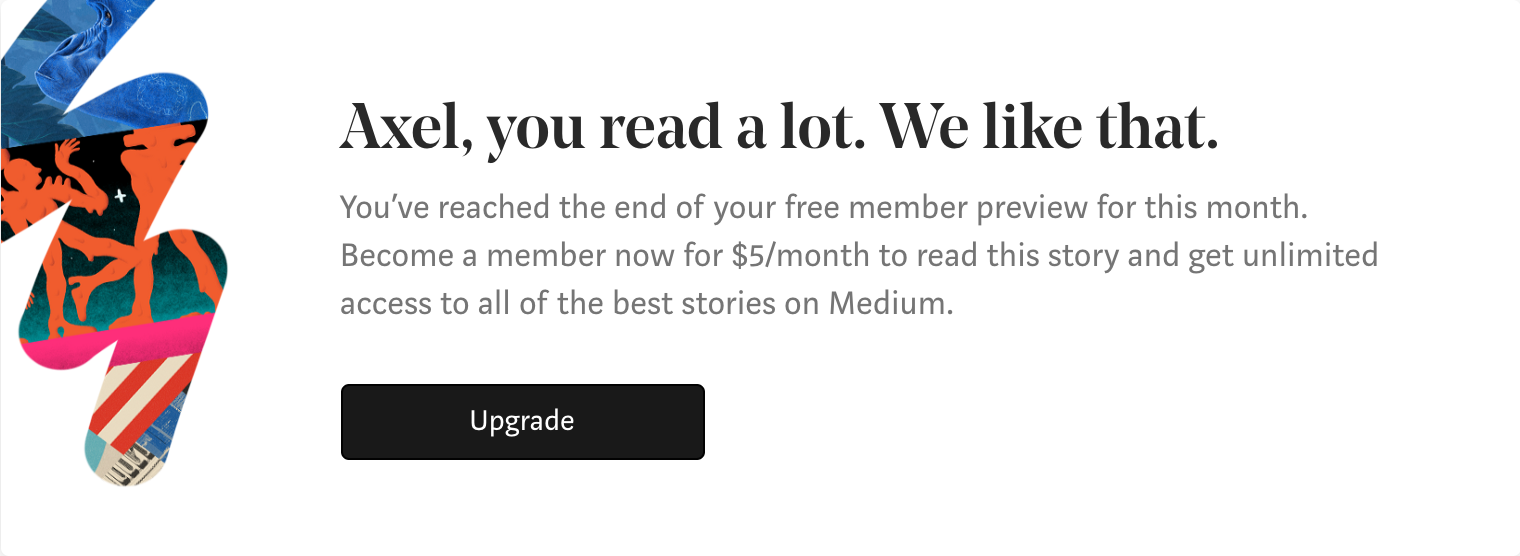 Axel, you read a lot. We like that.
You’ve reached the end of your free member preview for this month.
Become a member now for $5/month to read this story and get unlimited
access to all of the best stories on Medium.
Upgrade